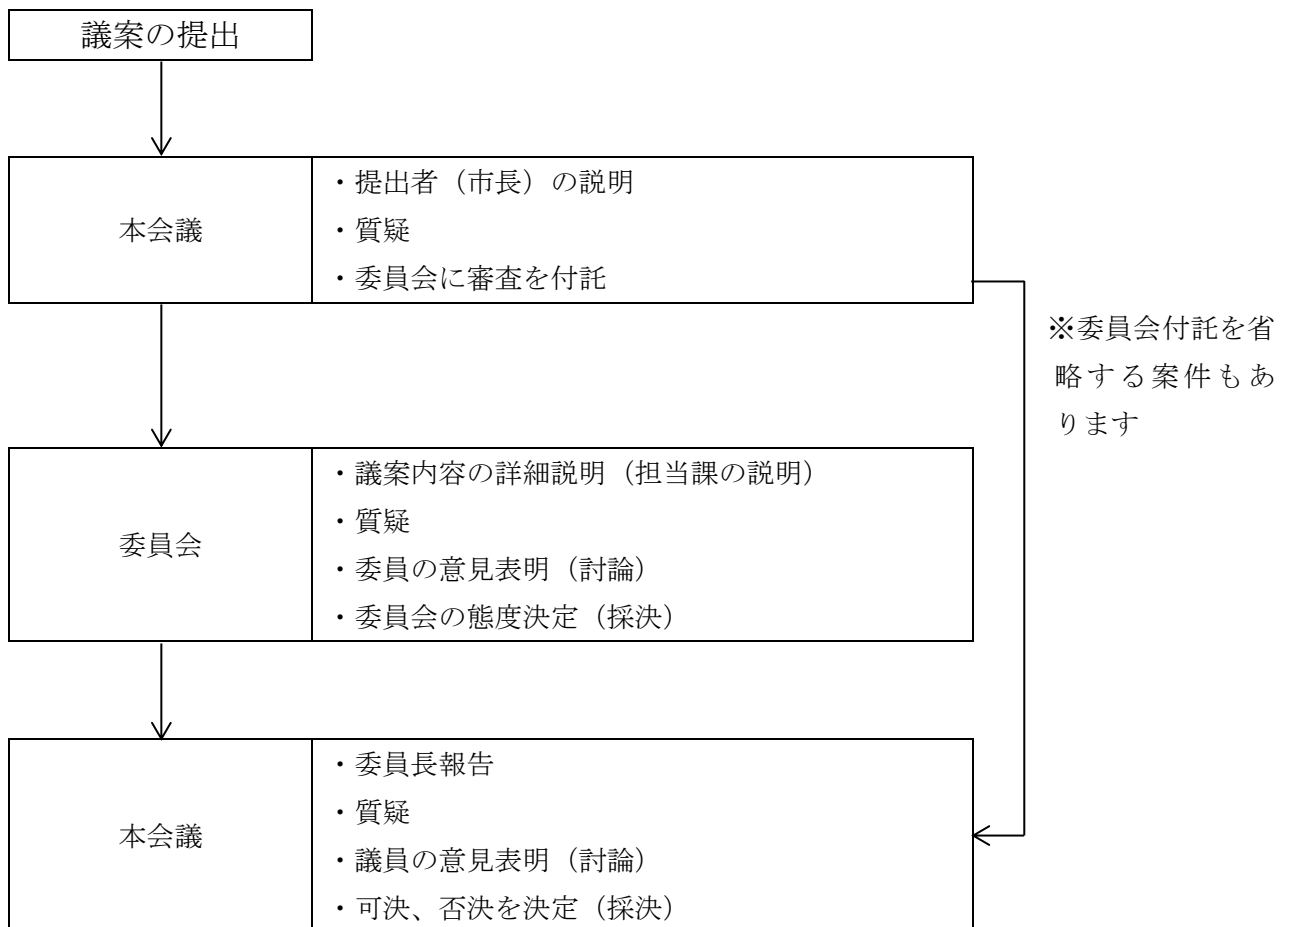 議案の提出
本会議
・提出者（市長）の説明
・質疑
・委員会に審査を付託
※委員会付託を省
略する案件もあ
ります
委員会
・議案内容の詳細説明（担当課の説明）
・質疑
・委員の意見表明（討論）
・委員会の態度決定（採決）
本会議
・委員長報告
・質疑
・議員の意見表明（討論）
・可決、否決を決定（採決）